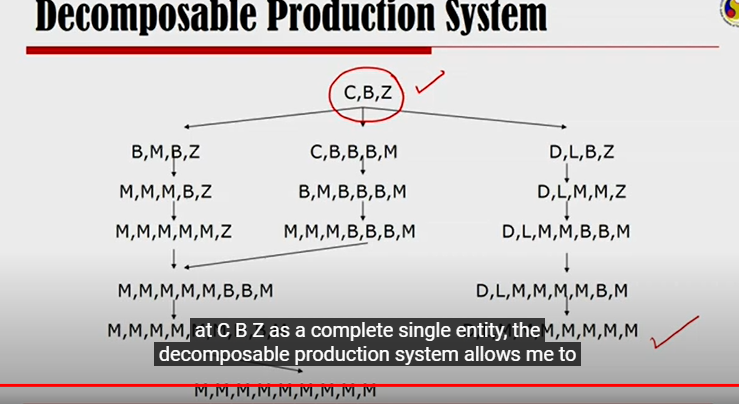 Decomposable Production System
C,B,Z
B,M,B,Z C,B,B,B,M D,L,B,Z
M,M,M,B,Z B,M,B,B,B,M D,L,M,M,Z
M,M,M,M,M,Z M,M,M,B,B,B,M D,L,M,M,B,B,M
M,M,M,M,M,B,B,M D,L,M,M,M,M,B,M
M,M,M,M, M,M,M,M,M
at C B Z as a complete single entity, the
decomposable production system allows me to
M,M,M,M,M,M,M,M,M